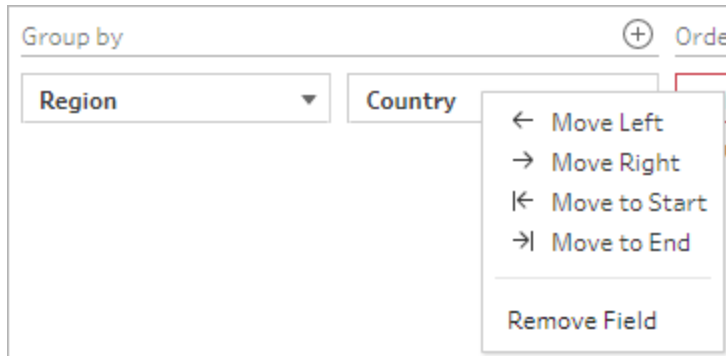 Group by
Orde
Region
Country
Move Left
Move Right
Move to Start
Move to End
Remove Field